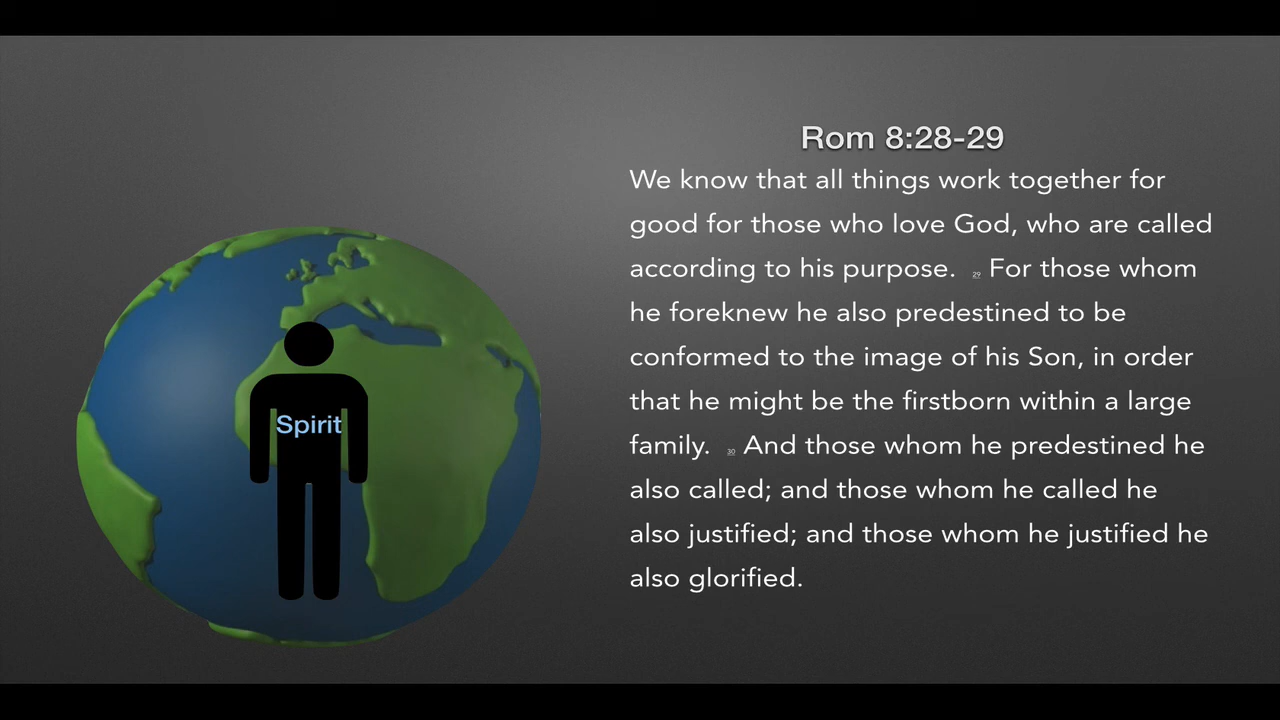 Rom 8:28-29
We know that all things work together for
good for those who love God, who are called
according to his purpose. 29 For those whom
he foreknew he also predestined to be
conformed to the image of his Son, in order
that he might be the firstborn within a large
family. 30 And those whom he predestined he
also called; and those whom he called he
also justified; and those whom he justified he
also glorified.
Spirit